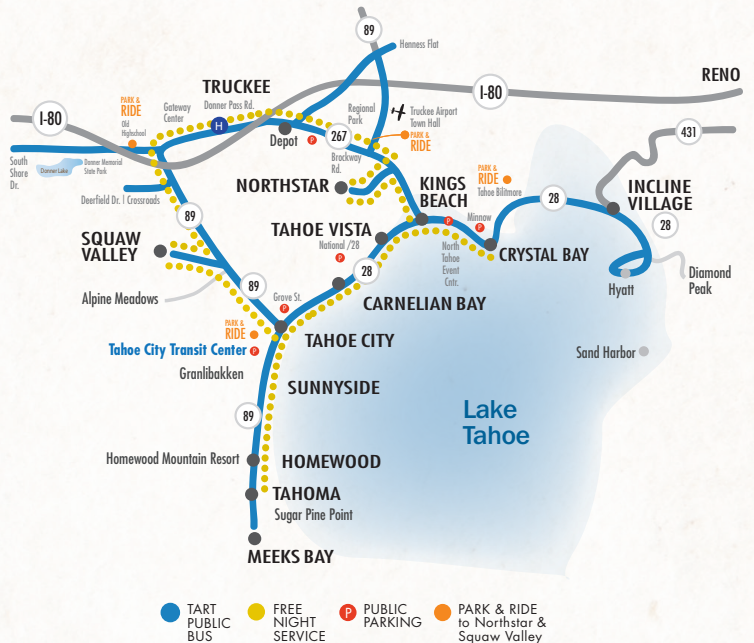 89
Henness Flat
I-80
RENO
TRUCKEE
Donner Pass Rd.
Gateway
Center
PARK &
RIDE
Old
Highschool
I-80
H
Depot
P
Regional
Park
267
Truckee Airport
Town Hall
PARK &
RIDE
Brockway
Rd.
431
South
Shore
Dr.
Donner Lake
Donner Memorial
State Park
Deerfield Dr. | Crossroads
NORTHSTAR
KINGS
BEACH
PARK &
RIDE
Tahoe Biltmore
28
INCLINE
VILLAGE
28
89
SQUAW
VALLEY
TAHOE VISTA
National /28
P
P
Minnow
P
North
Tahoe
Event
Cntr.
CRYSTAL BAY
Hyatt
Diamond
Peak
28
89
Alpine Meadows
Grove St.
P
CARNELIAN BAY
PARK &
RIDE
TAHOE CITY
Tahoe City Transit Center
P
Granlibakken
Sand Harbor
SUNNYSIDE
89
Lake
Tahoe
Homewood Mountain Resort
HOMEWOOD
TAHOMA
Sugar Pine Point
MEEKS BAY
TART
PUBLIC
BUS
FREE
NIGHT
SERVICE
P
PUBLIC
PARKING
PARK & RIDE
to Northstar &
Squaw Valley